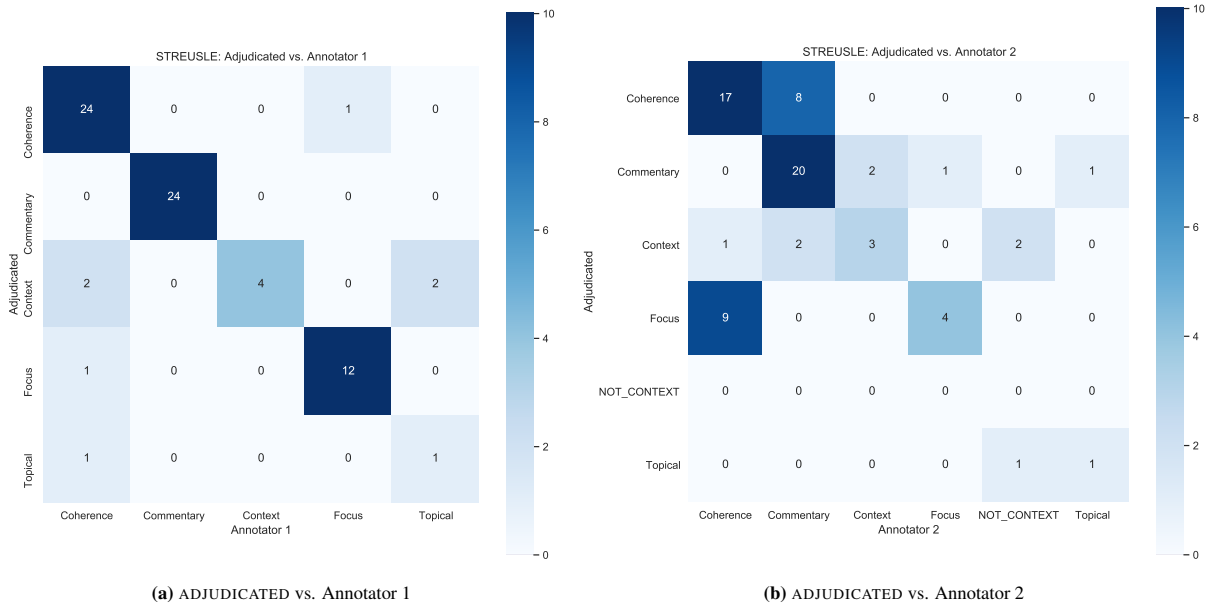 STREUSLE: Adjudicated vs. Annotator 1
Adjudicated
Coherence 24 0 0 1 0
Commentary 0 24 0 0 0
Context 2 0 4 0 2
Focus 1 0 0 12 0
Topical 1 0 0 0 1
Coherence Commentary Context Focus Topical
Annotator 1
10
8
6
4
2
0
(a) ADJUDICATED vs. Annotator 1
STREUSLE: Adjudicated vs. Annotator 2
Adjudicated
Coherence 17 8 0 0 0 0
Commentary 0 20 2 1 0 1
Context 1 2 3 0 2 0
Focus 9 0 0 4 0 0
NOT_CONTEXT 0 0 0 0 0 0
Topical 0 0 0 0 1 1
Coherence Commentary Context Focus NOT_CONTEXT Topical
Annotator 2
10
8
6
4
2
0
(b) ADJUDICATED vs. Annotator 2